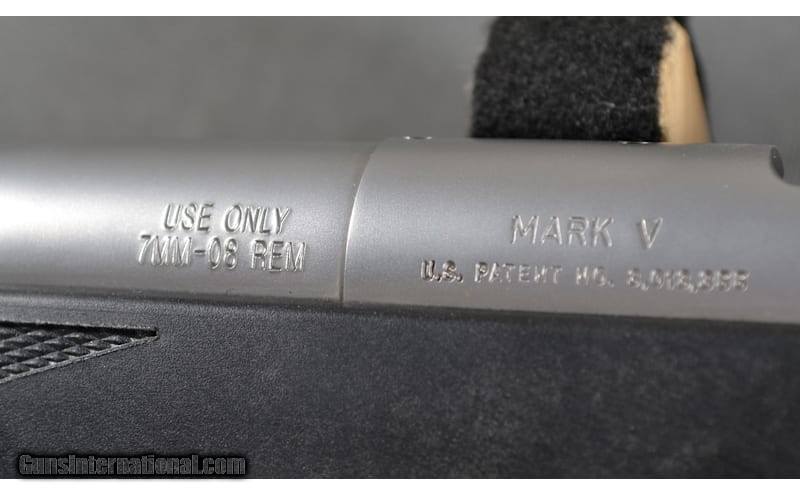 USE ONLY
7MM-08 REM
MARK V
U.S. PATENT NO.
GunsInternational.com